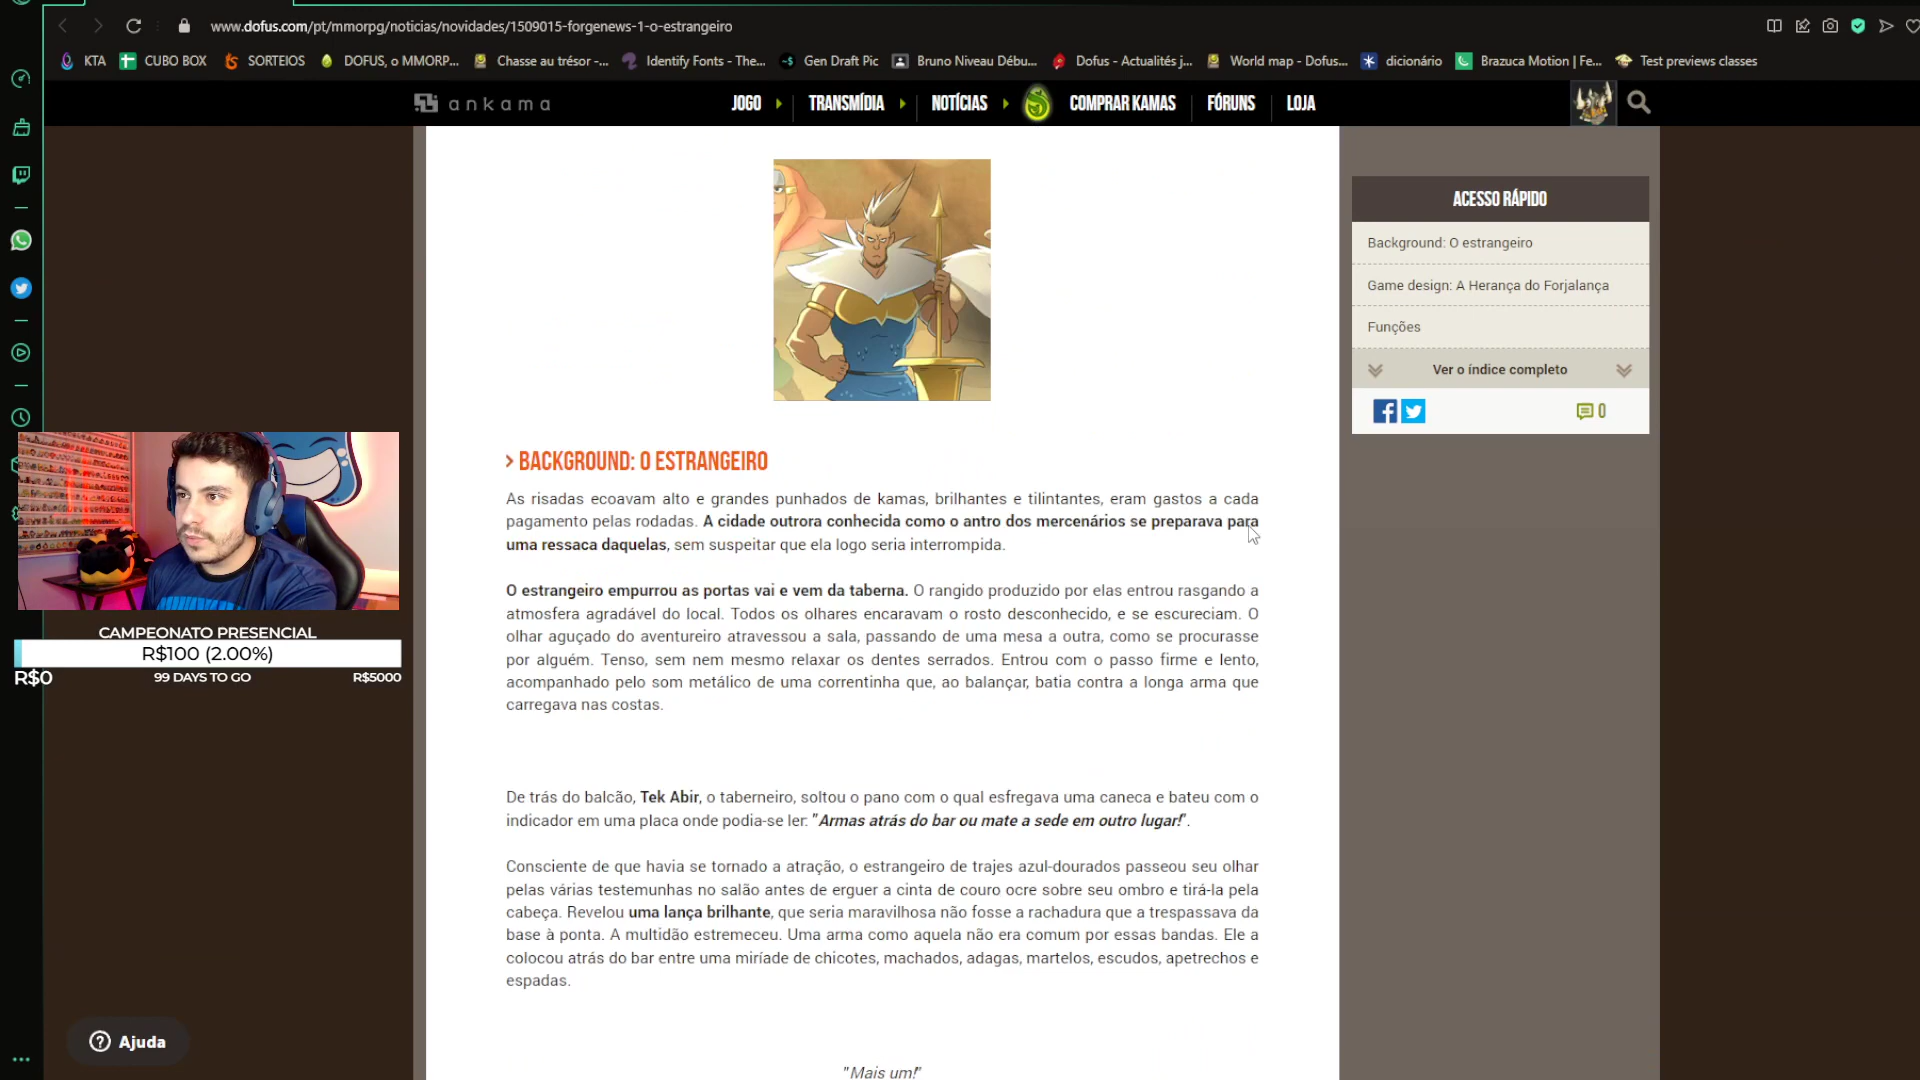 www.dofus.com/pt/mmorpg/noticias/novidades/1509015-forgenews-1-o-estrangeiro
KTA CUBO BOX SORTEIOS DOFUS, o MMORP... Chasse au trésor -... Identify Fonts - The... Gen Draft Pic Bruno Niveau Débu... Dofus - Actualités j... World map - Dofus... dicionário Brazuca Motion | Fe... Test previews classes
ankama JOGO TRANSMÍDIA NOTÍCIAS COMPRAR KAMAS FÓRUNS LOJA
ACESSO RÁPIDO
Background: O estrangeiro
Game design: A Herança do Forjalança
Funções
Ver o índice completo
0
> BACKGROUND: O ESTRANGEIRO
As risadas ecoavam alto e grandes punhados de kamas, brilhantes e tilintantes, eram gastos a cada
pagamento pelas rodadas. A cidade outrora conhecida como o antro dos mercenários se preparava para
uma ressaca daquelas, sem suspeitar que ela logo seria interrompida.
O estrangeiro empurrou as portas vai e vem da taberna. O rangido produzido por elas entrou rasgando a
atmosfera agradável do local. Todos os olhares encaravam o rosto desconhecido, e se escureciam. O
olhar aguçado do aventureiro atravessou a sala, passando de uma mesa a outra, como se procurasse
por alguém. Tenso, sem nem mesmo relaxar os dentes serrados. Entrou com o passo firme e lento,
acompanhado pelo som metálico de uma correntinha que, ao balançar, batia contra a longa arma que
carregava nas costas.
De trás do balcão, Tek Abir, o taberneiro, soltou o pano com o qual esfregava uma caneca e bateu com o
indicador em uma placa onde podia-se ler: "Armas atrás do bar ou mate a sede em outro lugar!".
Consciente de que havia se tornado a atração, o estrangeiro de trajes azul-dourados passeou seu olhar
pelas várias testemunhas no salão antes de erguer a cinta de couro ocre sobre seu ombro e tirá-la pela
cabeça. Revelou uma lança brilhante, que seria maravilhosa não fosse a rachadura que a trespassava da
base à ponta. A multidão estremeceu. Uma arma como aquela não era comum por essas bandas. Ele a
colocou atrás do bar entre uma miríade de chicotes, machados, adagas, martelos, escudos, apetrechos e
espadas.
"Mais um!"
CAMPEONATO PRESENCIAL
R$100 (2.00%)
R$0 99 DAYS TO GO R$5000
Ajuda